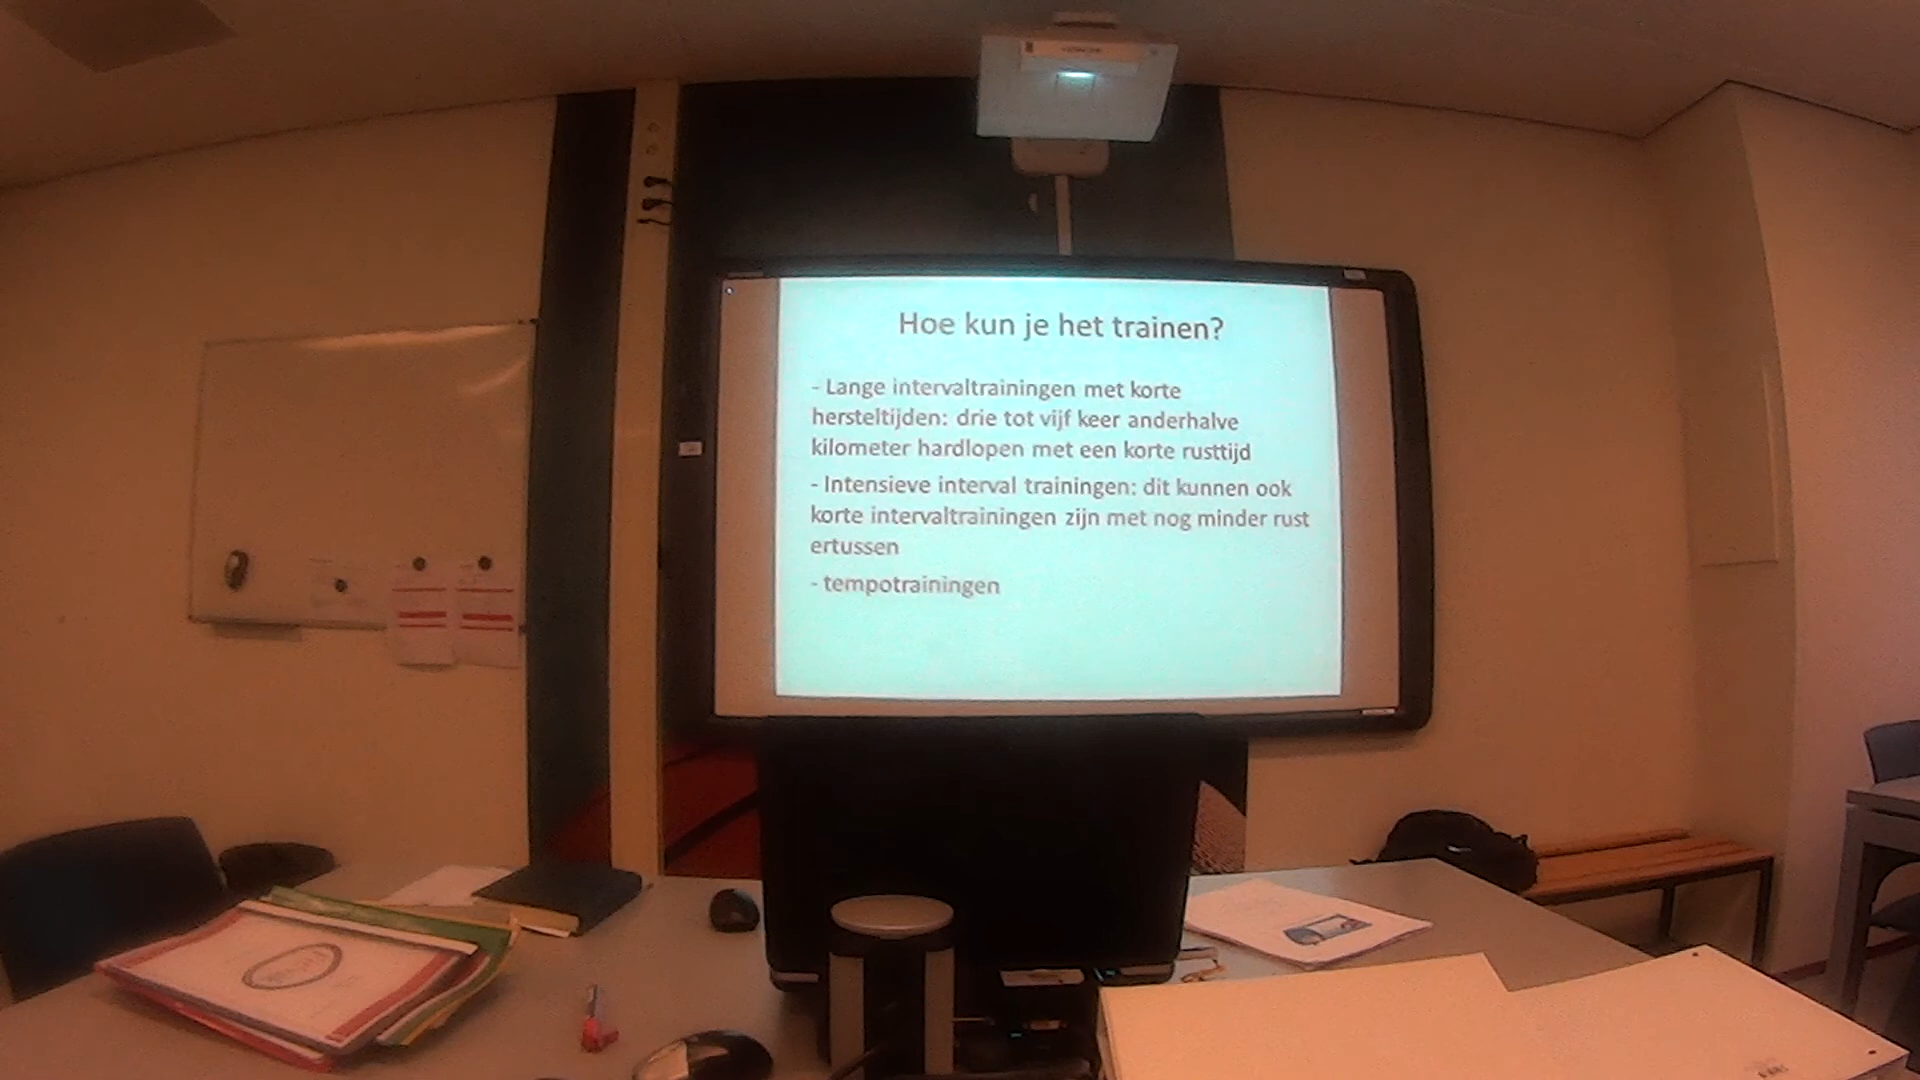 Hoe kun je het trainen?
- Lange intervaltrainingen met korte
hersteltijden: drie tot vijf keer anderhalve
kilometer hardlopen met een korte rusttijd
- Intensieve interval trainingen: dit kunnen ook
korte intervaltrainingen zijn met nog minder rust
ertussen
- tempotrainingen